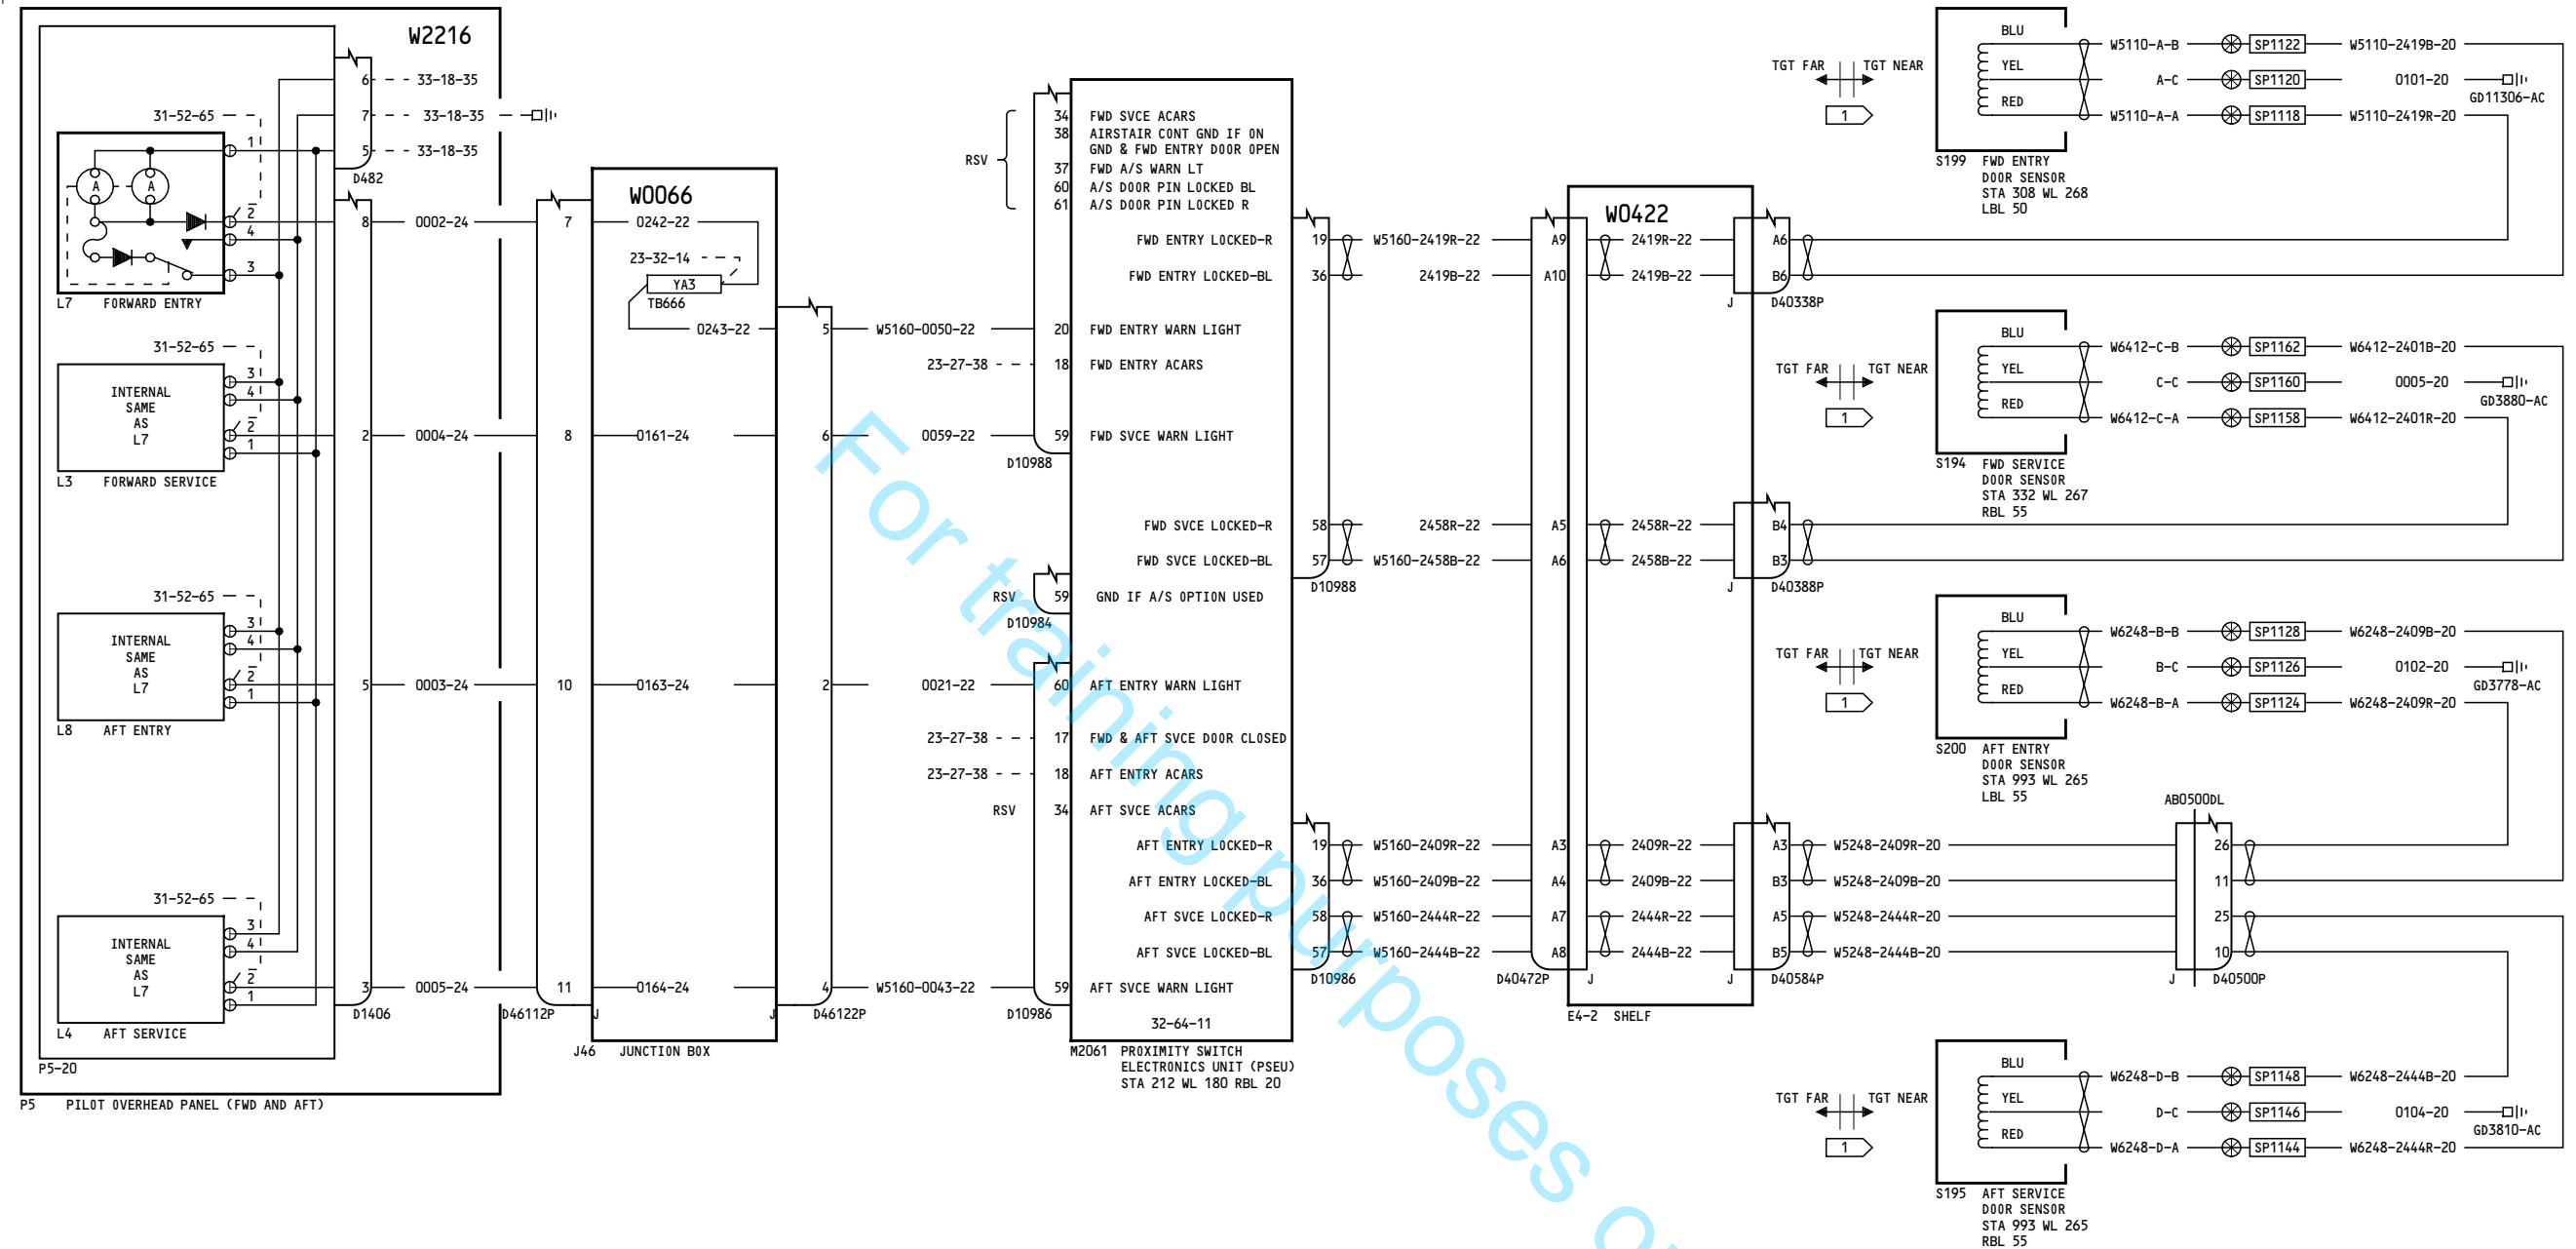 W2216
6 33-18-35
7 33-18-35
5 33-18-35
D482
31-52-65
1
2
4
3
A A
L7 FORWARD ENTRY
8 0002-24 7
31-52-65
3
4
2
1
INTERNAL
SAME
AS
L7
L3 FORWARD SERVICE
2 0004-24 8
31-52-65
3
4
2
1
INTERNAL
SAME
AS
L7
L8 AFT ENTRY
5 0003-24 10
31-52-65
3
4
2
1
INTERNAL
SAME
AS
L7
L4 AFT SERVICE
3 0005-24 11
D1406
D46112P J
P5-20
P5 PILOT OVERHEAD PANEL (FWD AND AFT)
W0066
0242-22
23-32-14
YA3
TB666
0243-22
0161-24
0163-24
0164-24
J D46122P
J46 JUNCTION BOX
5 W5160-0050-22 20 FWD ENTRY WARN LIGHT
23-27-38 18 FWD ENTRY ACARS
6 0059-22 59 FWD SVCE WARN LIGHT
D10988
RSV
34 FWD SVCE ACARS
38 AIRSTAIR CONT GND IF ON
GND & FWD ENTRY DOOR OPEN
37 FWD A/S WARN LT
60 A/S DOOR PIN LOCKED BL
61 A/S DOOR PIN LOCKED R
RSV 59 GND IF A/S OPTION USED
D10984
2 0021-22 60 AFT ENTRY WARN LIGHT
23-27-38 17 FWD & AFT SVCE DOOR CLOSED
23-27-38 18 AFT ENTRY ACARS
RSV 34 AFT SVCE ACARS
4 W5160-0043-22 59 AFT SVCE WARN LIGHT
D10986
32-64-11
M2061 PROXIMITY SWITCH
ELECTRONICS UNIT (PSEU)
STA 212 WL 180 RBL 20
W0422
FWD ENTRY LOCKED-R 19 W5160-2419R-22 A9 2419R-22 A6
FWD ENTRY LOCKED-BL 36 2419B-22 A10 2419B-22 B6
J D40338P
FWD SVCE LOCKED-R 58 2458R-22 A5 2458R-22 B4
FWD SVCE LOCKED-BL 57 W5160-2458B-22 A6 2458B-22 B3
D10988
J D40388P
AFT ENTRY LOCKED-R 19 W5160-2409R-22 A3 2409R-22 A3 W5248-2409R-20 26
AFT ENTRY LOCKED-BL 36 W5160-2409B-22 A4 2409B-22 B3 W5248-2409B-20 11
AFT SVCE LOCKED-R 58 W5160-2444R-22 A7 2444R-22 A5 W5248-2444R-20 25
AFT SVCE LOCKED-BL 57 W5160-2444B-22 A8 2444B-22 B5 W5248-2444B-20 10
D10986
D40472P J
J D40584P
AB0500DL
J D40500P
E4-2 SHELF
TGT FAR TGT NEAR
1
BLU W5110-A-B SP1122 W5110-2419B-20
YEL A-C SP1120 0101-20
GD11306-AC
RED W5110-A-A SP1118 W5110-2419R-20
S199 FWD ENTRY
DOOR SENSOR
STA 308 WL 268
LBL 50
TGT FAR TGT NEAR
1
BLU W6412-C-B SP1162 W6412-2401B-20
YEL C-C SP1160 0005-20
GD3880-AC
RED W6412-C-A SP1158 W6412-2401R-20
S194 FWD SERVICE
DOOR SENSOR
STA 332 WL 267
RBL 55
TGT FAR TGT NEAR
1
BLU W6248-B-B SP1128 W6248-2409B-20
YEL B-C SP1126 0102-20
GD3778-AC
RED W6248-B-A SP1124 W6248-2409R-20
S200 AFT ENTRY
DOOR SENSOR
STA 993 WL 265
LBL 55
TGT FAR TGT NEAR
1
BLU W6248-D-B SP1148 W6248-2444B-20
YEL D-C SP1146 0104-20
GD3810-AC
RED W6248-D-A SP1144 W6248-2444R-20
S195 AFT SERVICE
DOOR SENSOR
STA 993 WL 265
RBL 55
For training purposes